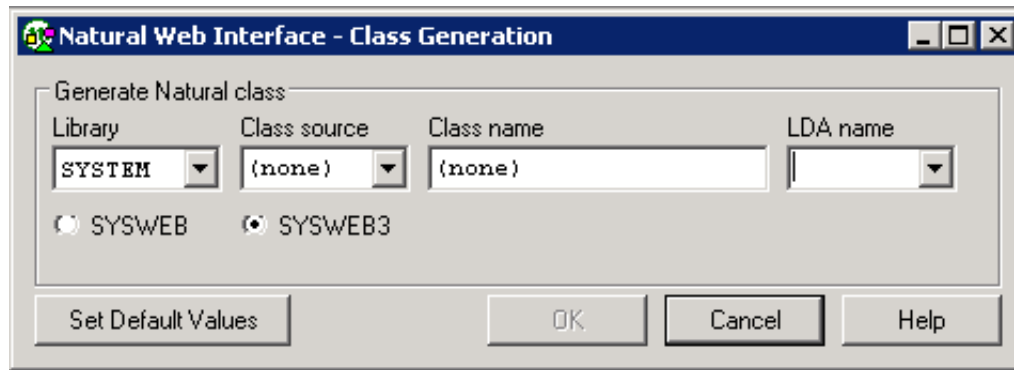 Natural Web Interface - Class Generation
Generate Natural class
Library Class source Class name LDA name
SYSTEM (none) (none)
SYSWEB SYSWEB3
Set Default Values OK Cancel Help